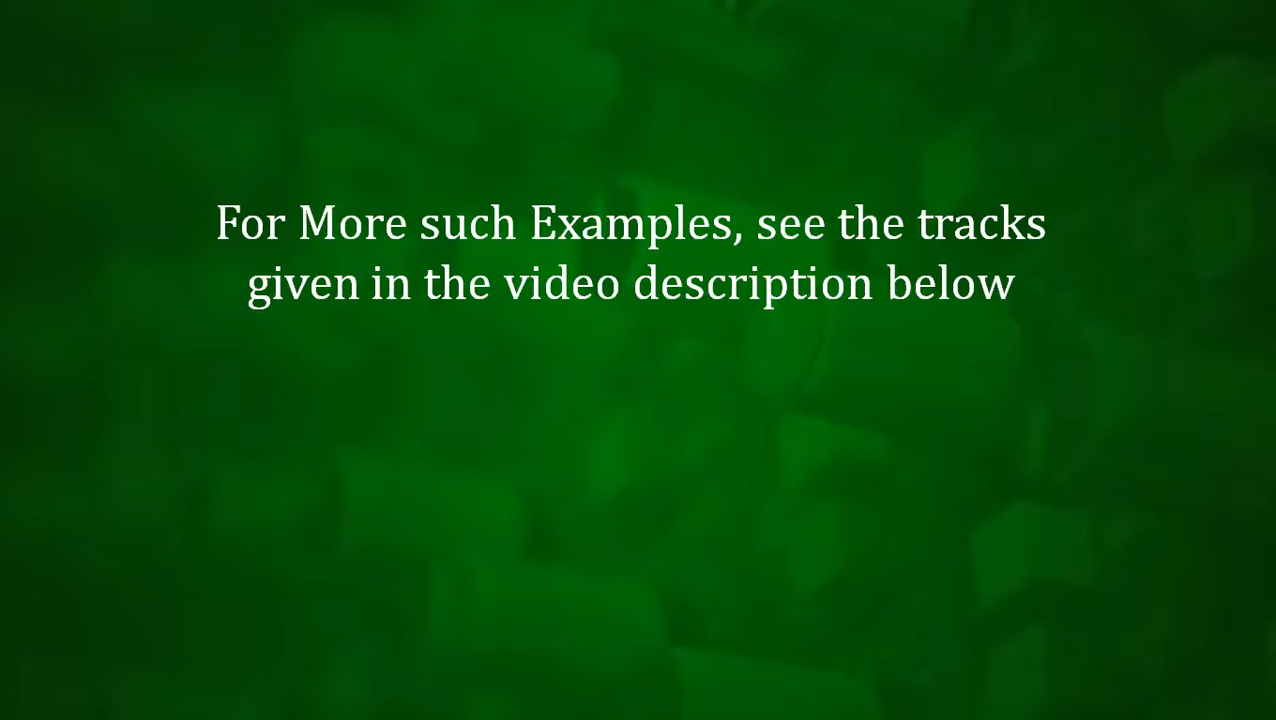 For More such Examples, see the tracks
given in the video description below